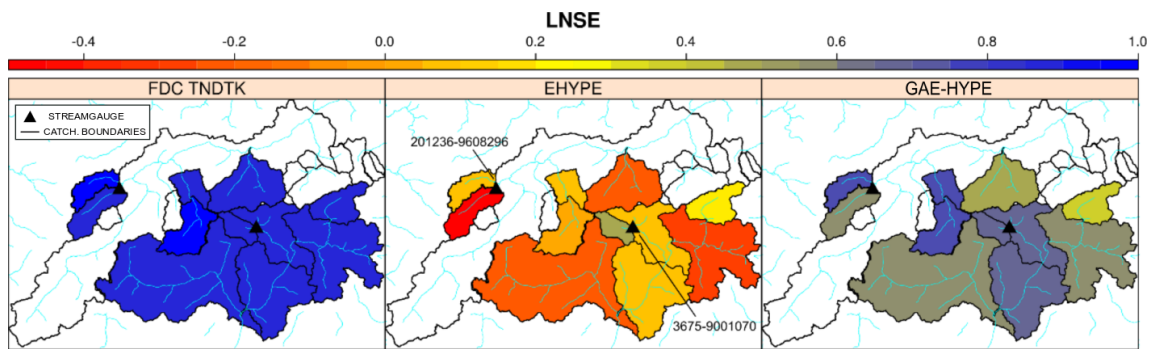 LNSE
-0.4 -0.2 0.0 0.2 0.4 0.6 0.8 1.0
FDC TNDTK EHYPE GAE-HYPE
STREAMGAUGE
CATCH. BOUNDARIES
201236-9608296
3675-9001070